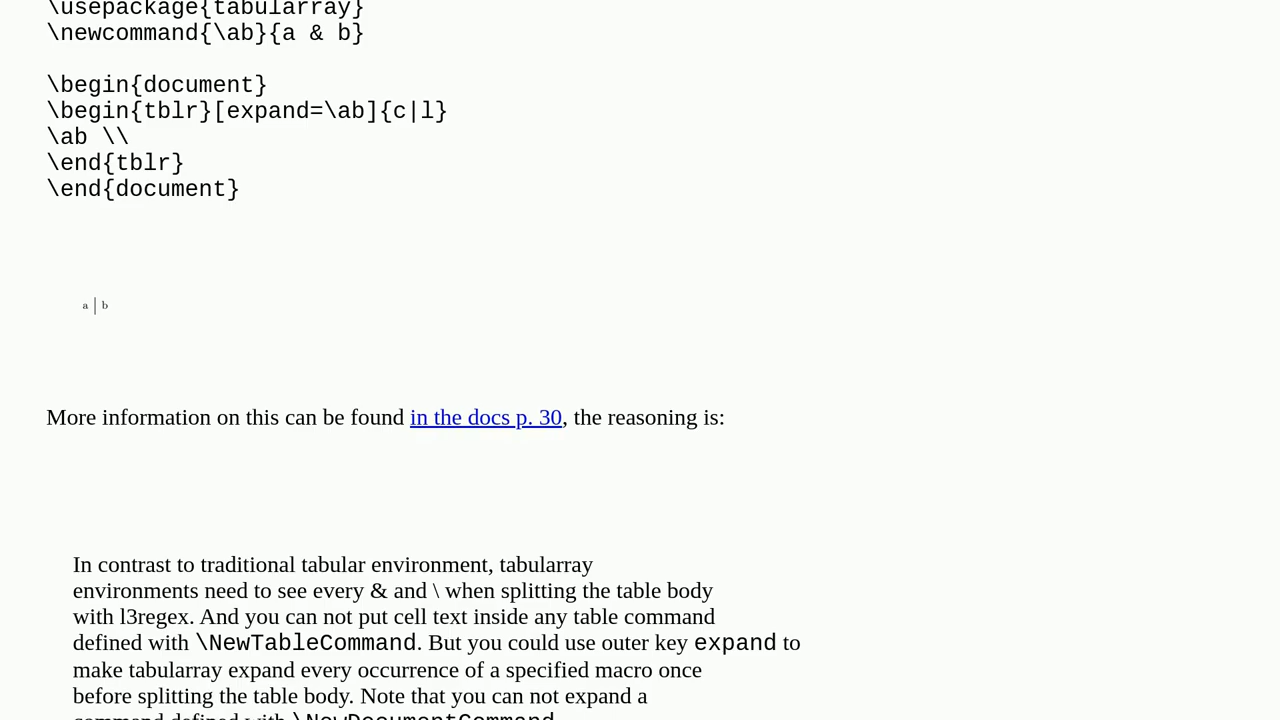 \usepackage{tabularray}
\newcommand{\ab}{a & b}
\begin{document}
\begin{tblr}[expand=\ab]{c|l}
\ab \\
\end{tblr}
\end{document}
a | b
More information on this can be found in the docs p. 30, the reasoning is:
In contrast to traditional tabular environment, tabularray
environments need to see every & and \ when splitting the table body
with l3regex. And you can not put cell text inside any table command
defined with \NewTableCommand. But you could use outer key expand to
make tabularray expand every occurrence of a specified macro once
before splitting the table body. Note that you can not expand a
command defined with \NewDocumentCommand.